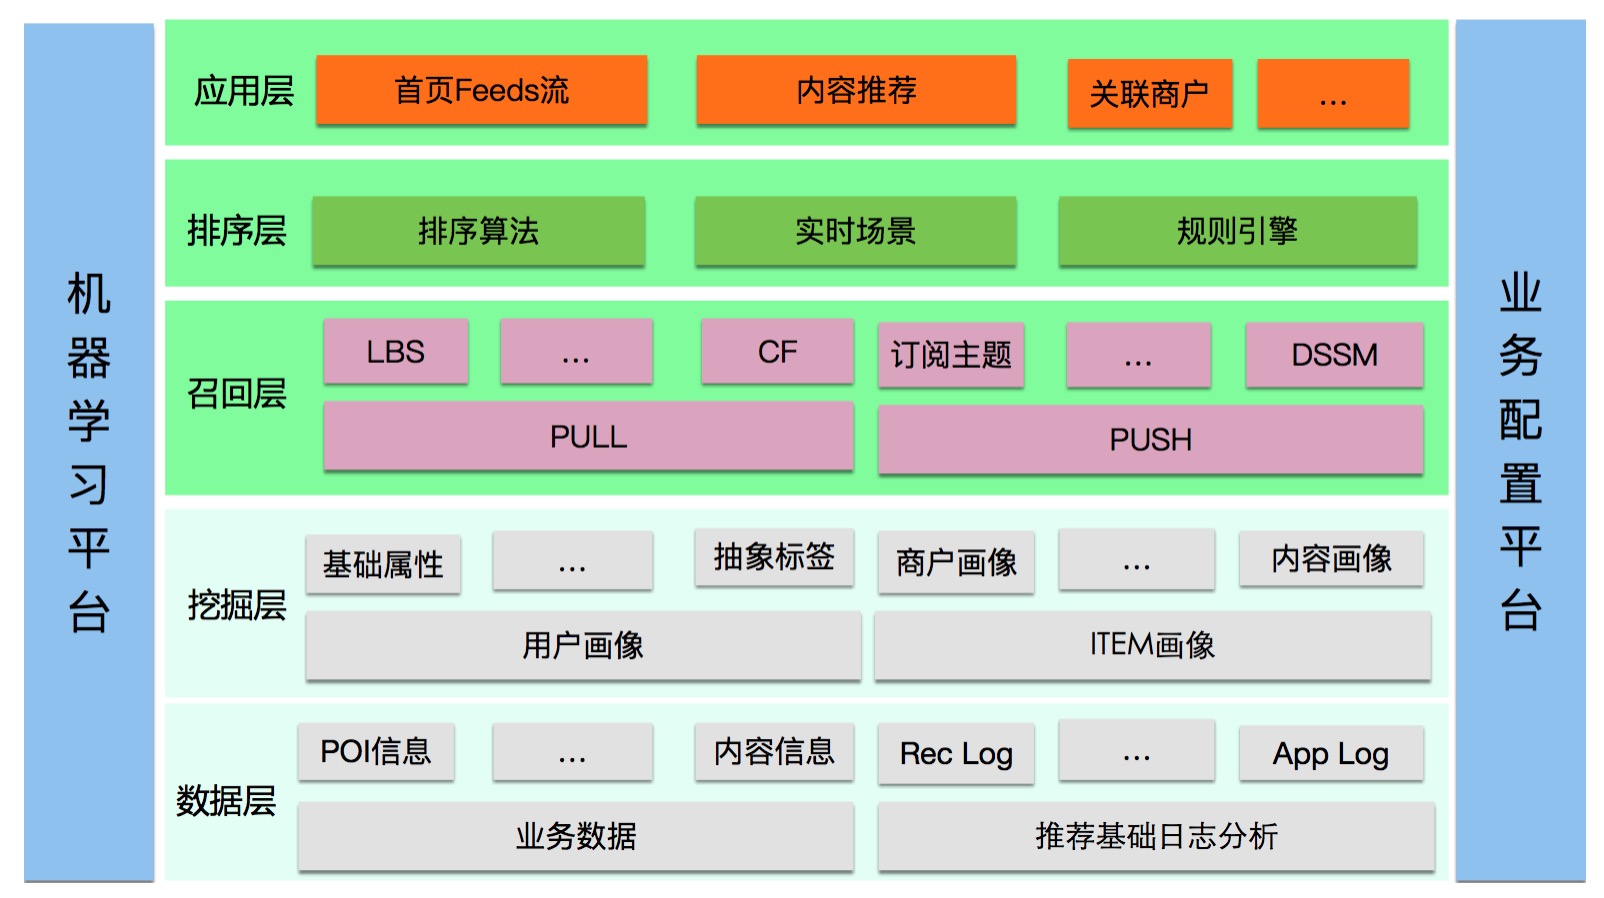 机器学习平台
应用层
首页Feeds流
内容推荐
关联商户
...
排序层
排序算法
实时场景
规则引擎
召回层
LBS
...
CF
订阅主题
...
DSSM
PULL
PUSH
挖掘层
基础属性
...
抽象标签
商户画像
...
内容画像
用户画像
ITEM画像
数据层
POI信息
...
内容信息
Rec Log
...
App Log
业务数据
推荐基础日志分析
业务配置平台